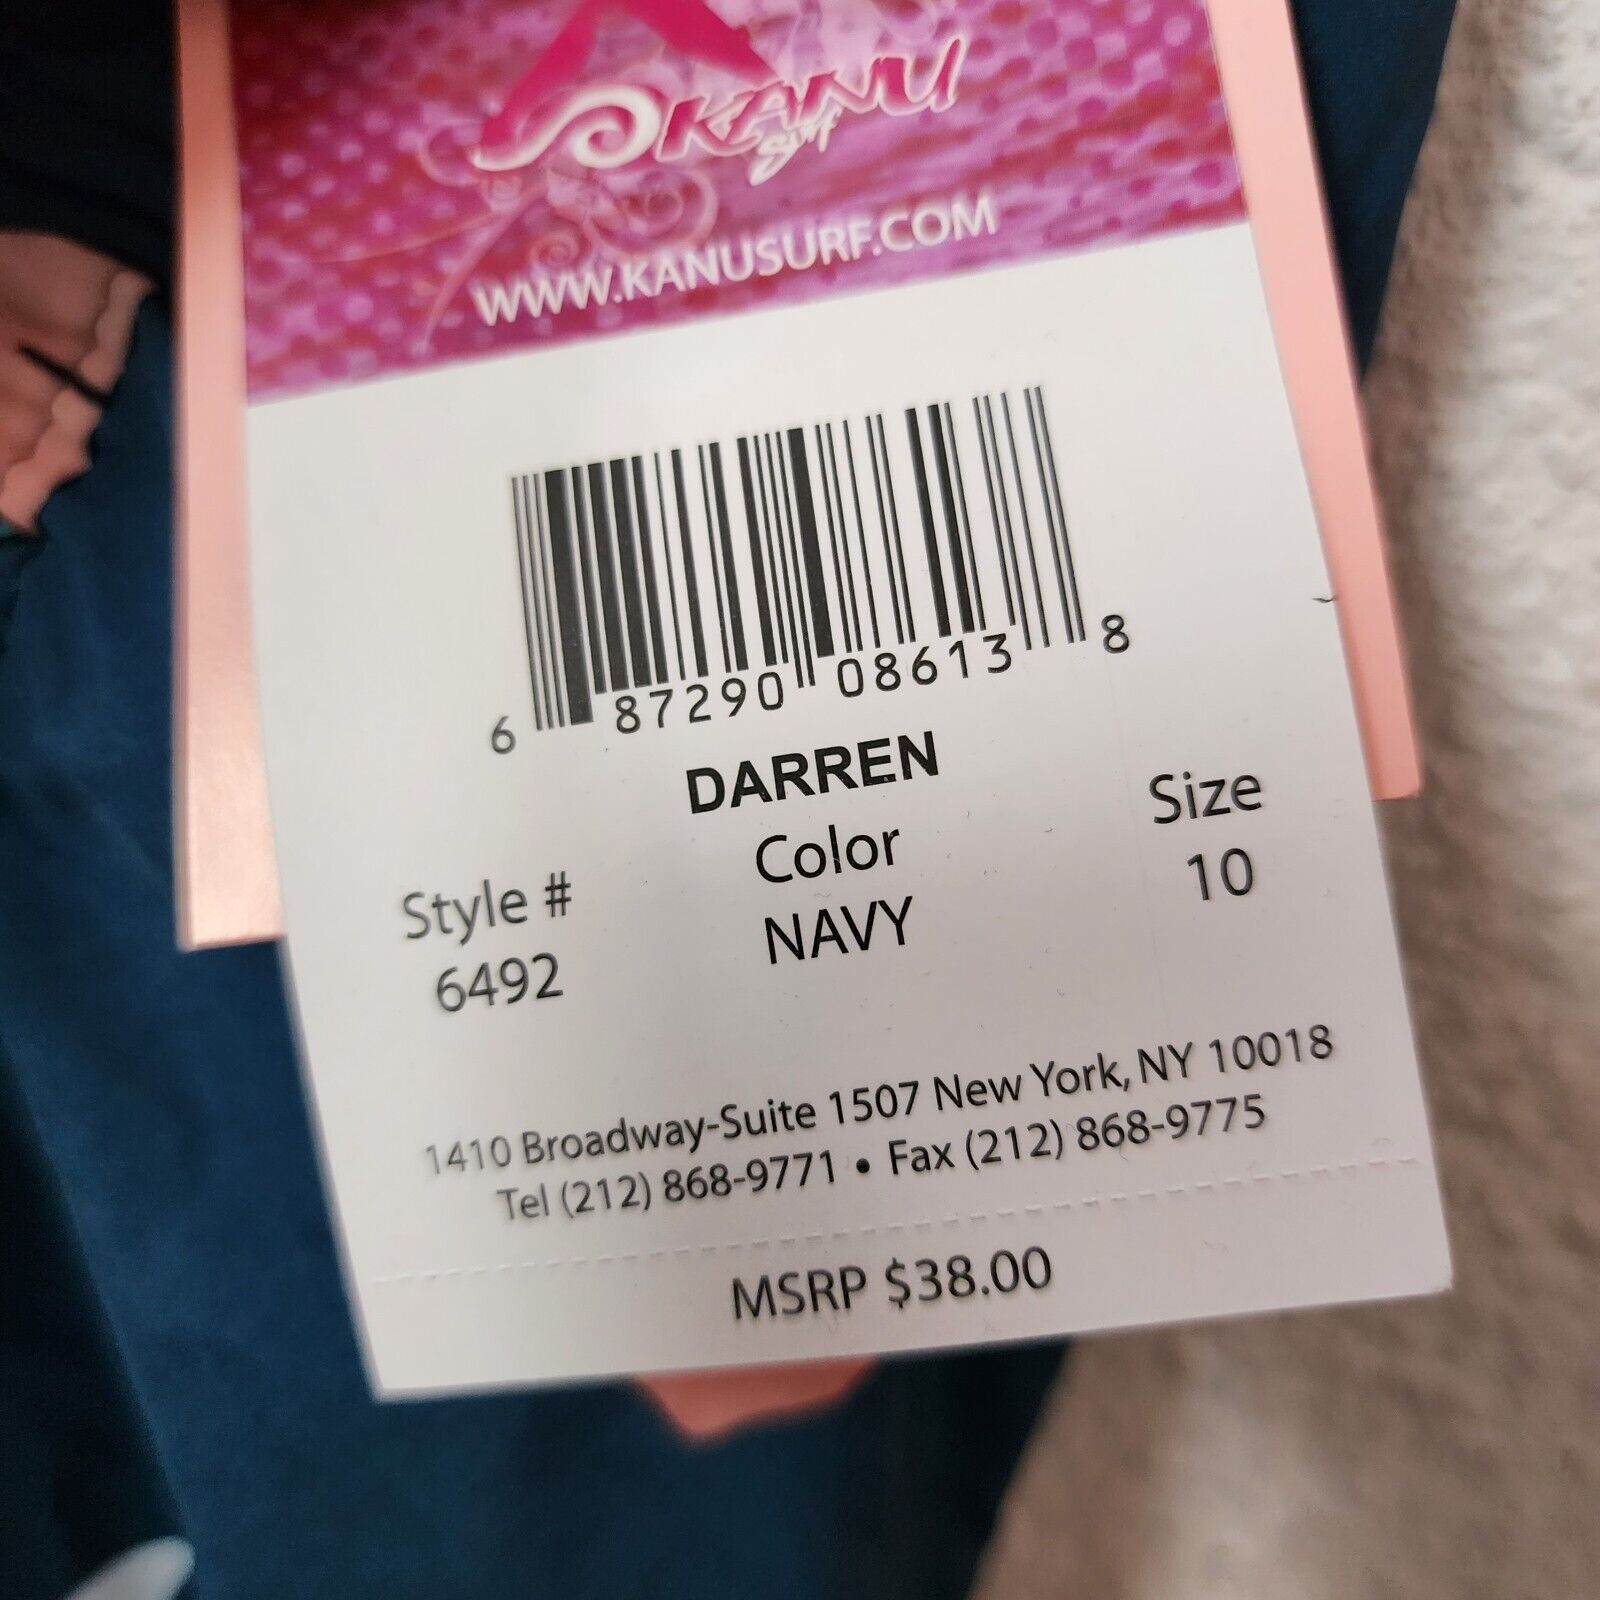 KANU
Surf
WWW.KANUSURF.COM
6 87290 08613 8
DARREN
Style # Color Size
6492 NAVY 10
1410 Broadway-Suite 1507 New York, NY 10018
Tel (212) 868-9771 • Fax (212) 868-9775
MSRP $38.00